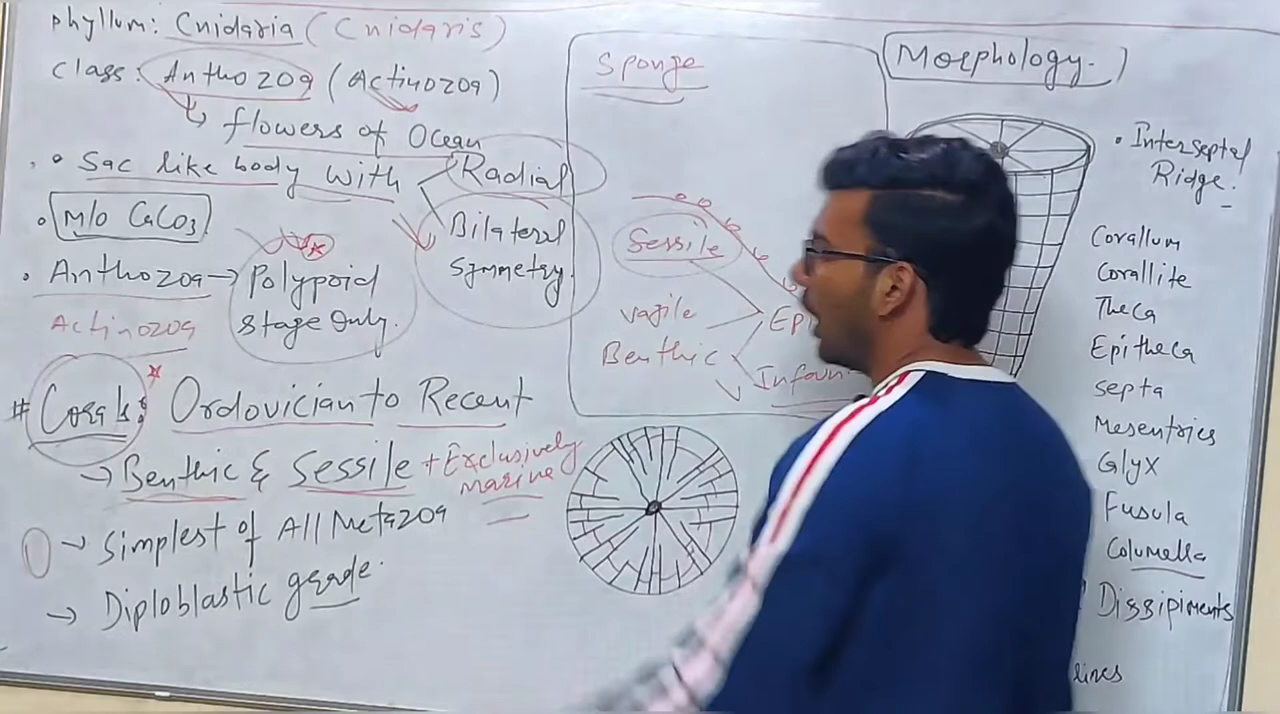 phyllum: Cnidaria (Cnidaris)
Class: Anthozoa (Actinozoa)
flowers of Ocean
Sac like body with
Radial
Bilateral
Symmetry.
M/o CaCO3
Anthozoa → Polypoid
stage Only.
Actinozoa
# Corals: Ordovician to Recent
→ Benthic & Sessile + Exclusively
marine
→ Simplest of All Metazoa
→ Diploblastic grade.
Sponge
Sessile
vagile
Benthic
Morphology.
Interseptal
Ridge.
Corallum
Corallite
Theca
Epitheca
septa
Mesentries
Glyx
Fusula
Columella
Dissipiments